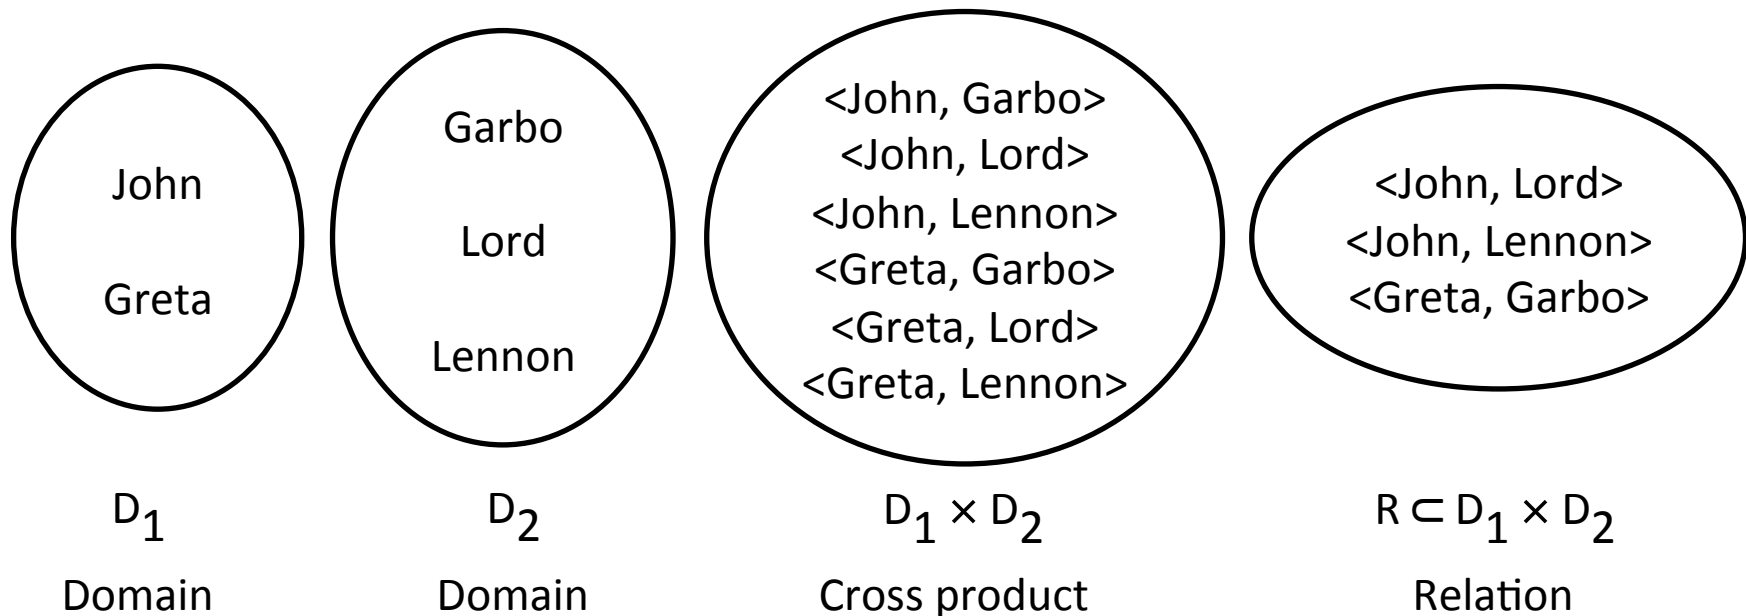 John
Greta
Garbo
Lord
Lennon
<John, Garbo>
<John, Lord>
<John, Lennon>
<Greta, Garbo>
<Greta, Lord>
<Greta, Lennon>
<John, Lord>
<John, Lennon>
<Greta, Garbo>
D1
D2
D1 × D2
R ⊂ D1 × D2
Domain
Domain
Cross product
Relation